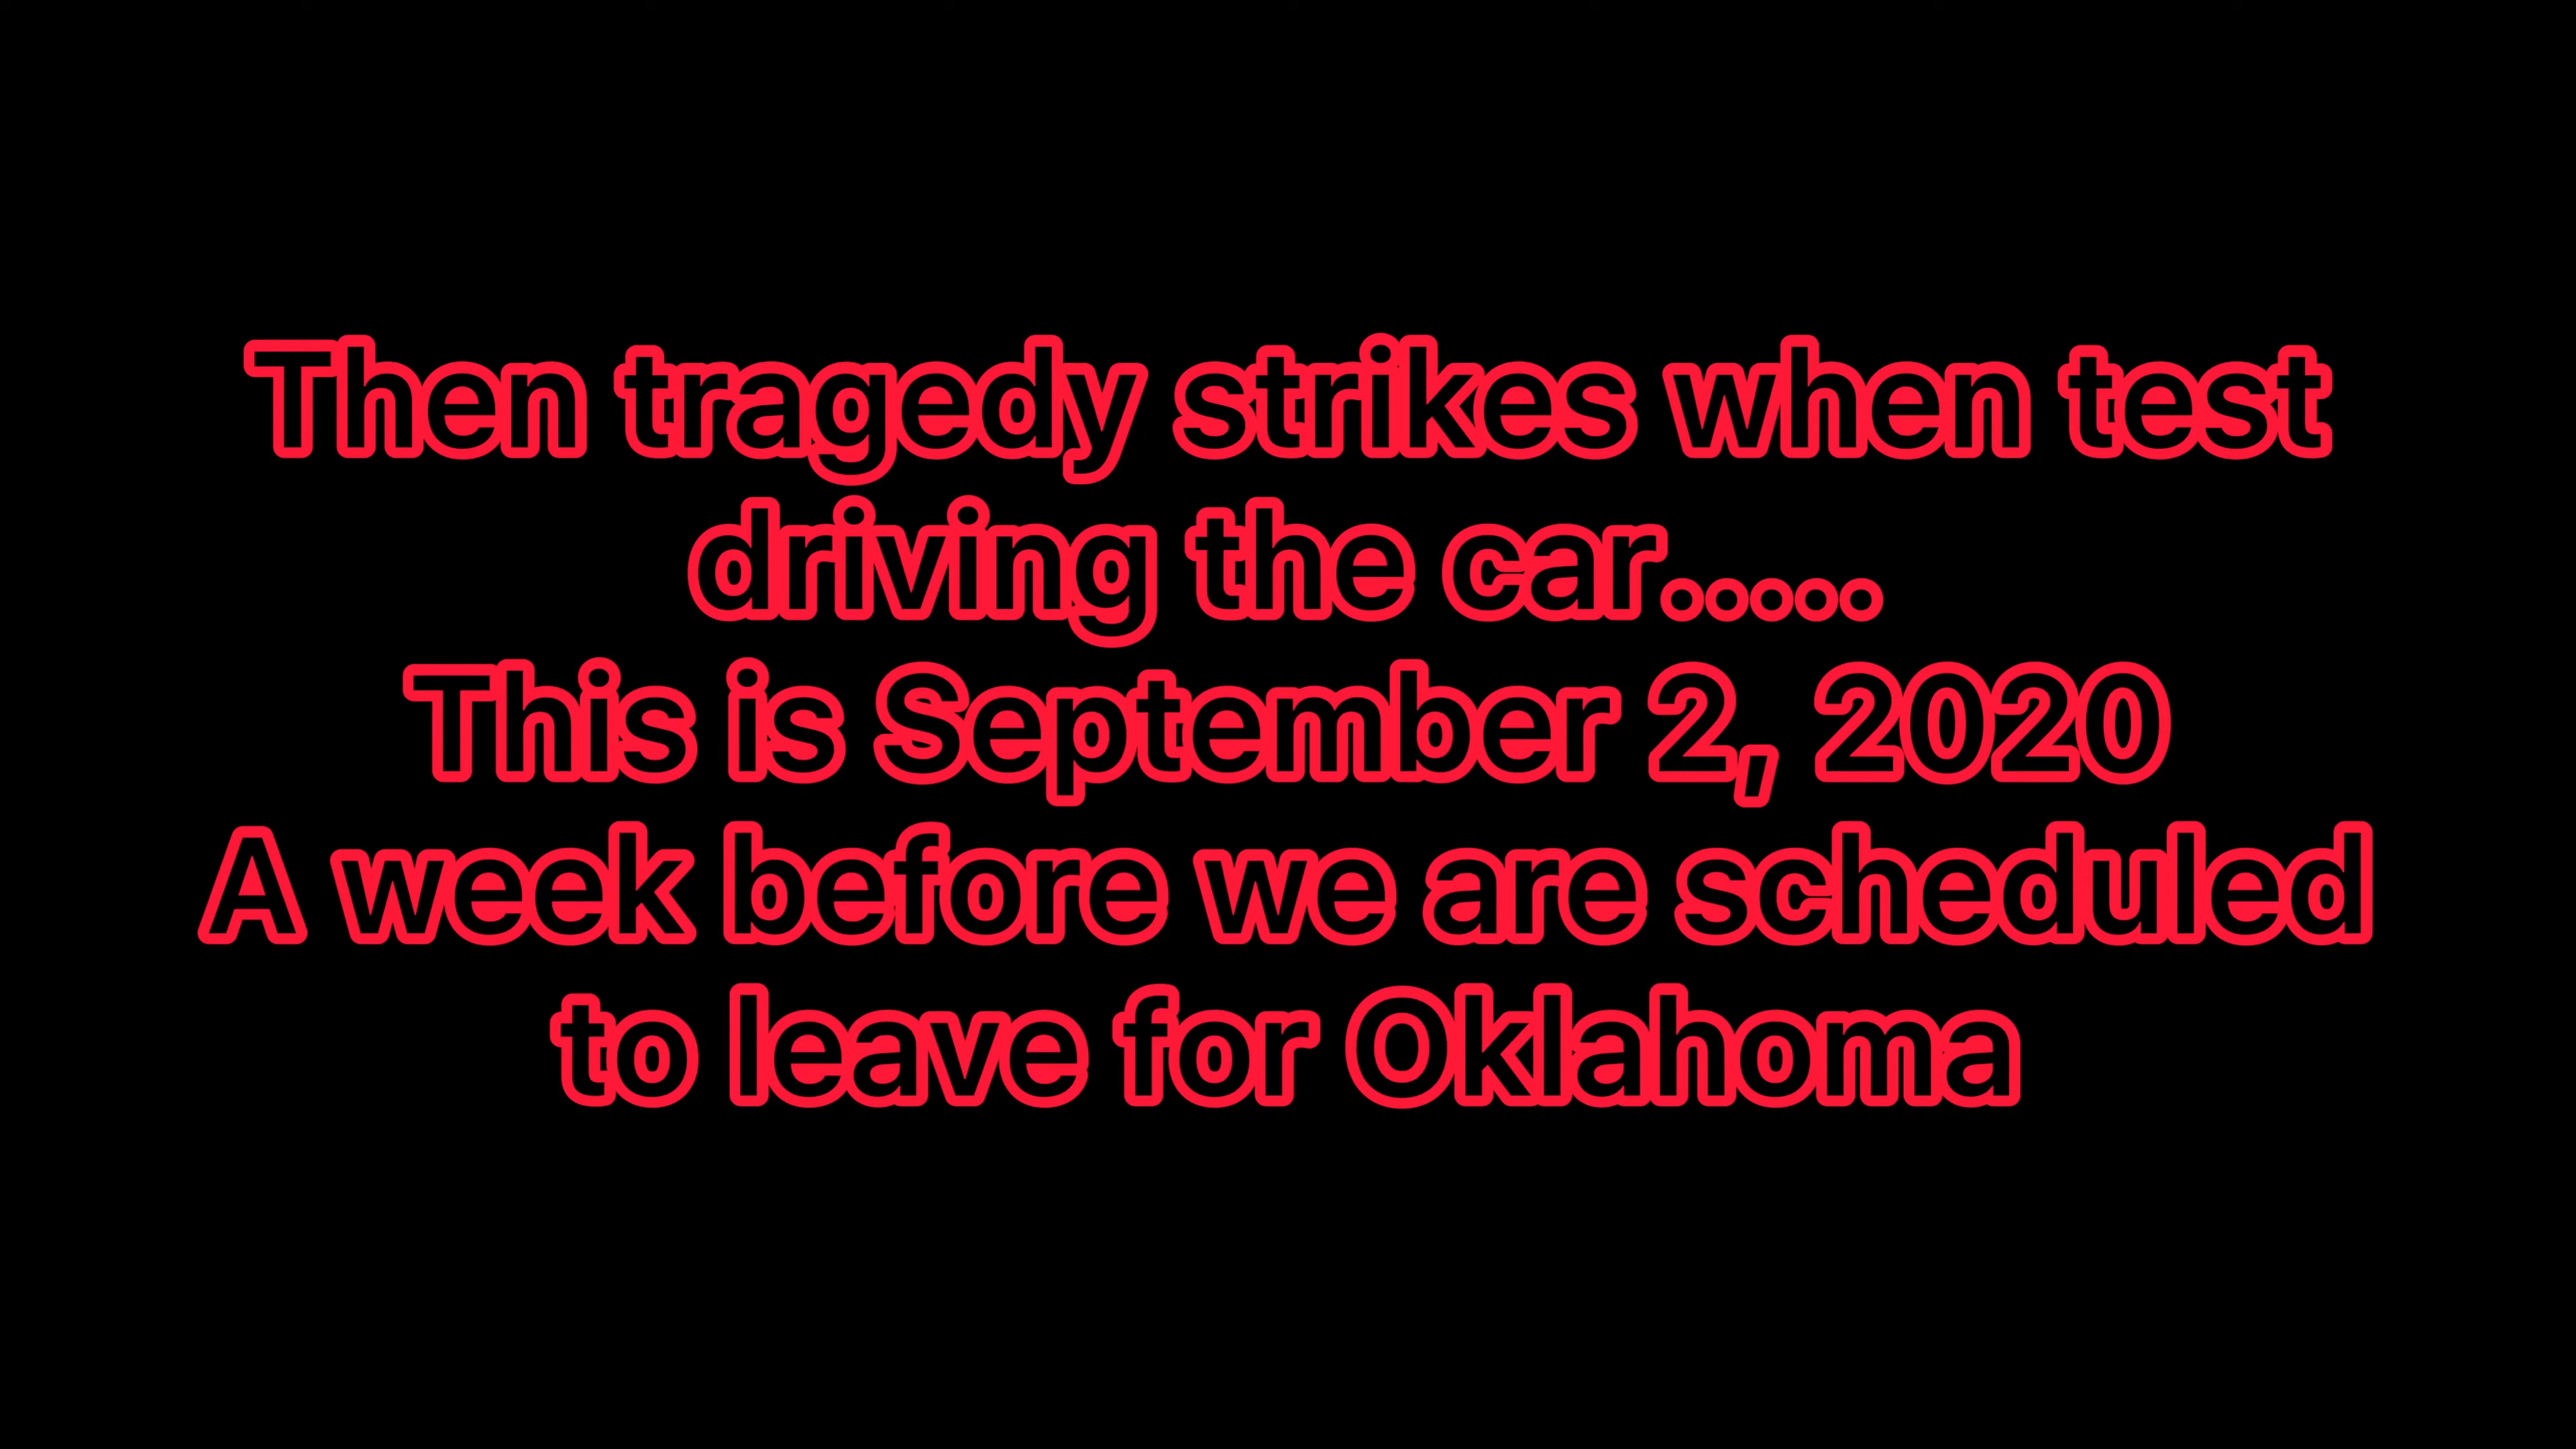 Then tragedy strikes when test
driving the car.....
This is September 2, 2020
A week before we are scheduled
to leave for Oklahoma